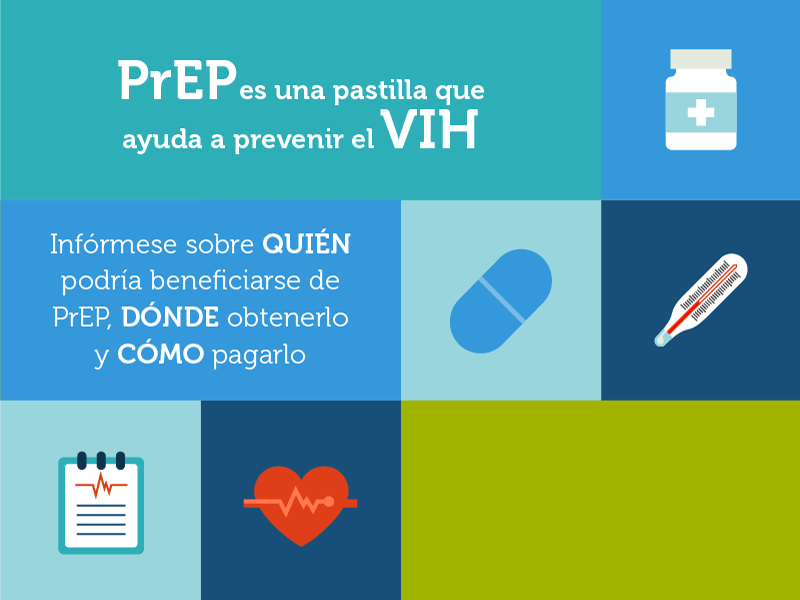 PrEP es una pastilla que
ayuda a prevenir el VIH
Infórmese sobre QUIÉN
podría beneficiarse de
PrEP, DÓNDE obtenerlo
y CÓMO pagarlo